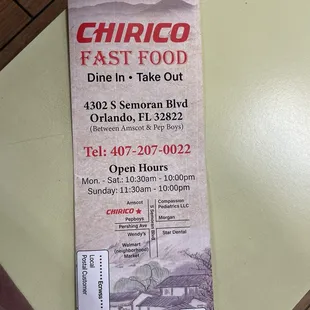 CHIRICO
FAST FOOD
Dine In • Take Out
4302 S Semoran Blvd
Orlando, FL 32822
(Between Amscot & Pep Boys)
Tel: 407-207-0022
Open Hours
Mon. - Sat.: 10:30am - 10:00pm
Sunday: 11:30am - 10:00pm
Amscot
CHIRICO
Pepboys
Pershing Ave
Wendy's
Walmart
(neighborhood)
Market
S Semoran Blvd
Compassion
Pediatrics LLC
Morgan
Star Dental
Local
Postal Customer